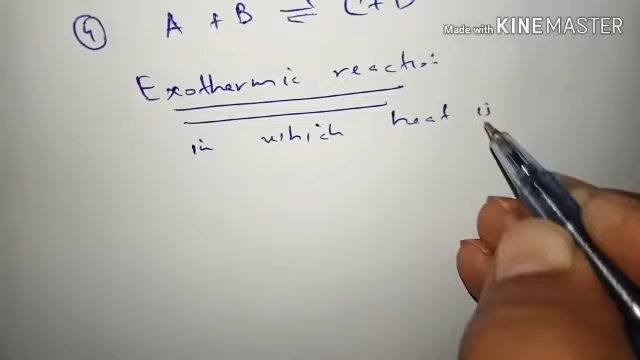 Made with KINEMASTER
④ A + B ⇌ C + D
Exothermic reaction:
in which heat is